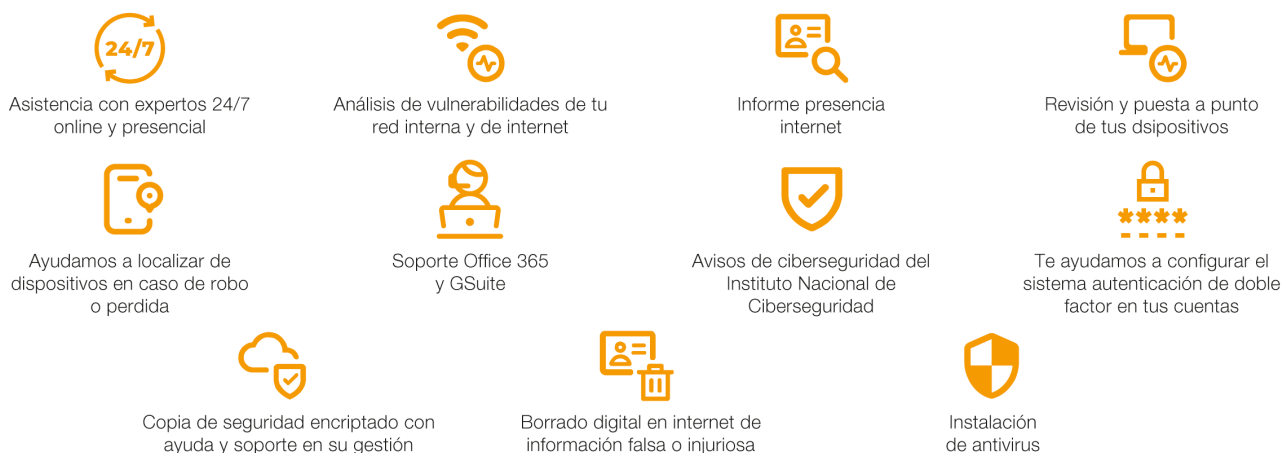 24/7
Asistencia con expertos 24/7
online y presencial
Análisis de vulnerabilidades de tu
red interna y de internet
Informe presencia
internet
Revisión y puesta a punto
de tus dsipositivos
Ayudamos a localizar de
dispositivos en caso de robo
o perdida
Soporte Office 365
y GSuite
Avisos de ciberseguridad del
Instituto Nacional de
Ciberseguridad
****
Te ayudamos a configurar el
sistema autenticación de doble
factor en tus cuentas
Copia de seguridad encriptado con
ayuda y soporte en su gestión
Borrado digital en internet de
información falsa o injuriosa
Instalación
de antivirus